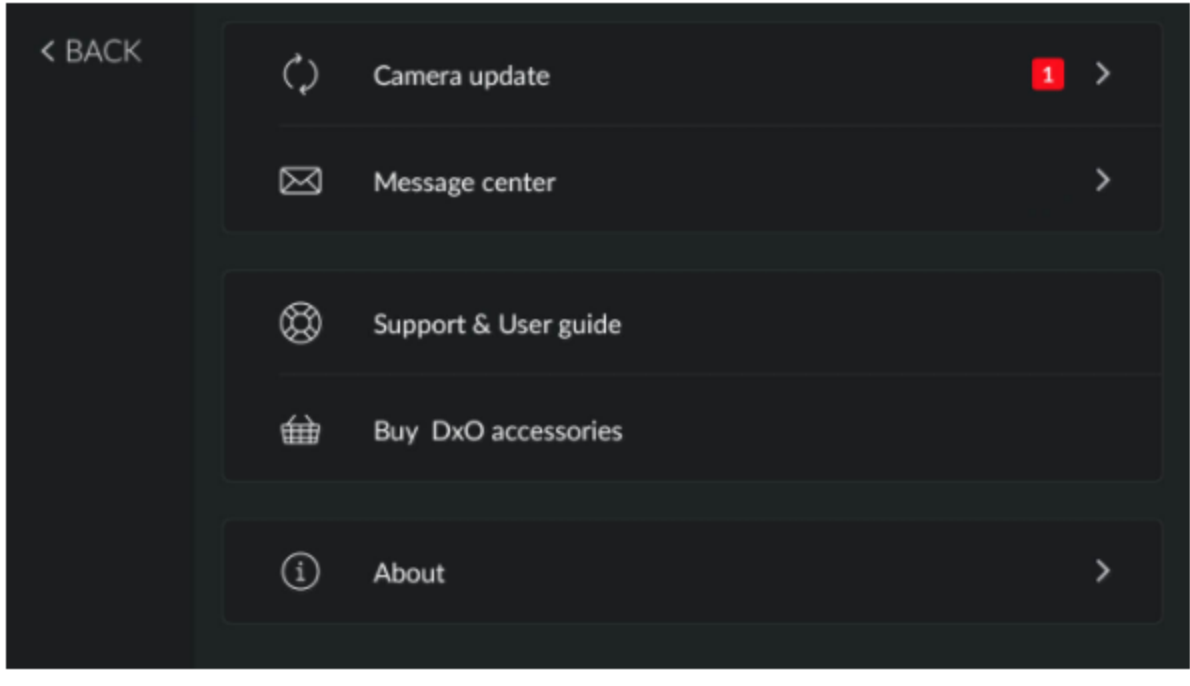 < BACK
Camera update 1 >
Message center >
Support & User guide
Buy DxO accessories
About >